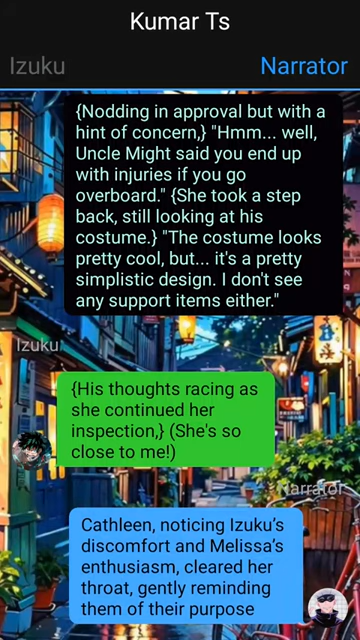 Kumar Ts
Izuku
Narrator
{Nodding in approval but with a
hint of concern,} "Hmm... well,
Uncle Might said you end up
with injuries if you go
overboard." {She took a step
back, still looking at his
costume.} "The costume looks
pretty cool, but... it's a pretty
simplistic design. I don't see
any support items either."
Izuku
{His thoughts racing as
she continued her
inspection,} (She's so
close to me!)
Narrator
Cathleen, noticing Izuku's
discomfort and Melissa's
enthusiasm, cleared her
throat, gently reminding
them of their purpose